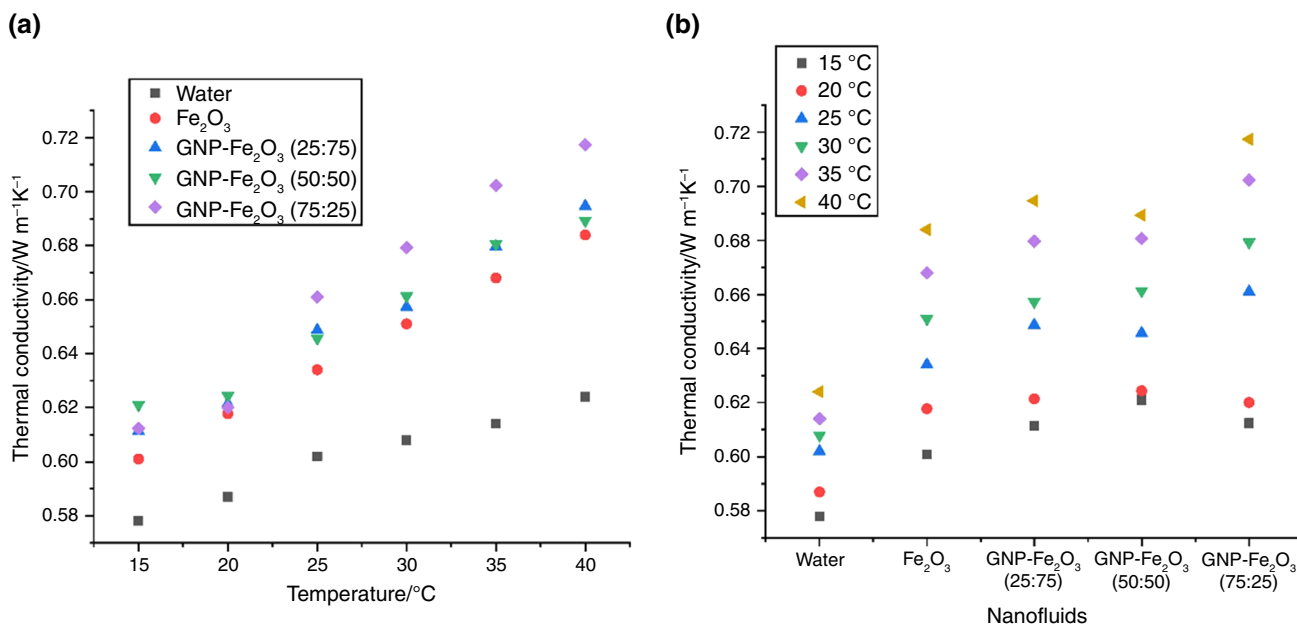 (a)
Water
Fe₂O₃
GNP-Fe₂O₃ (25:75)
GNP-Fe₂O₃ (50:50)
GNP-Fe₂O₃ (75:25)
Thermal conductivity/W m⁻¹K⁻¹
0.72
0.70
0.68
0.66
0.64
0.62
0.60
0.58
15 20 25 30 35 40
Temperature/°C
(b)
15 °C
20 °C
25 °C
30 °C
35 °C
40 °C
Thermal conductivity/W m⁻¹K⁻¹
0.72
0.70
0.68
0.66
0.64
0.62
0.60
0.58
Water Fe₂O₃ GNP-Fe₂O₃ GNP-Fe₂O₃ GNP-Fe₂O₃
(25:75) (50:50) (75:25)
Nanofluids